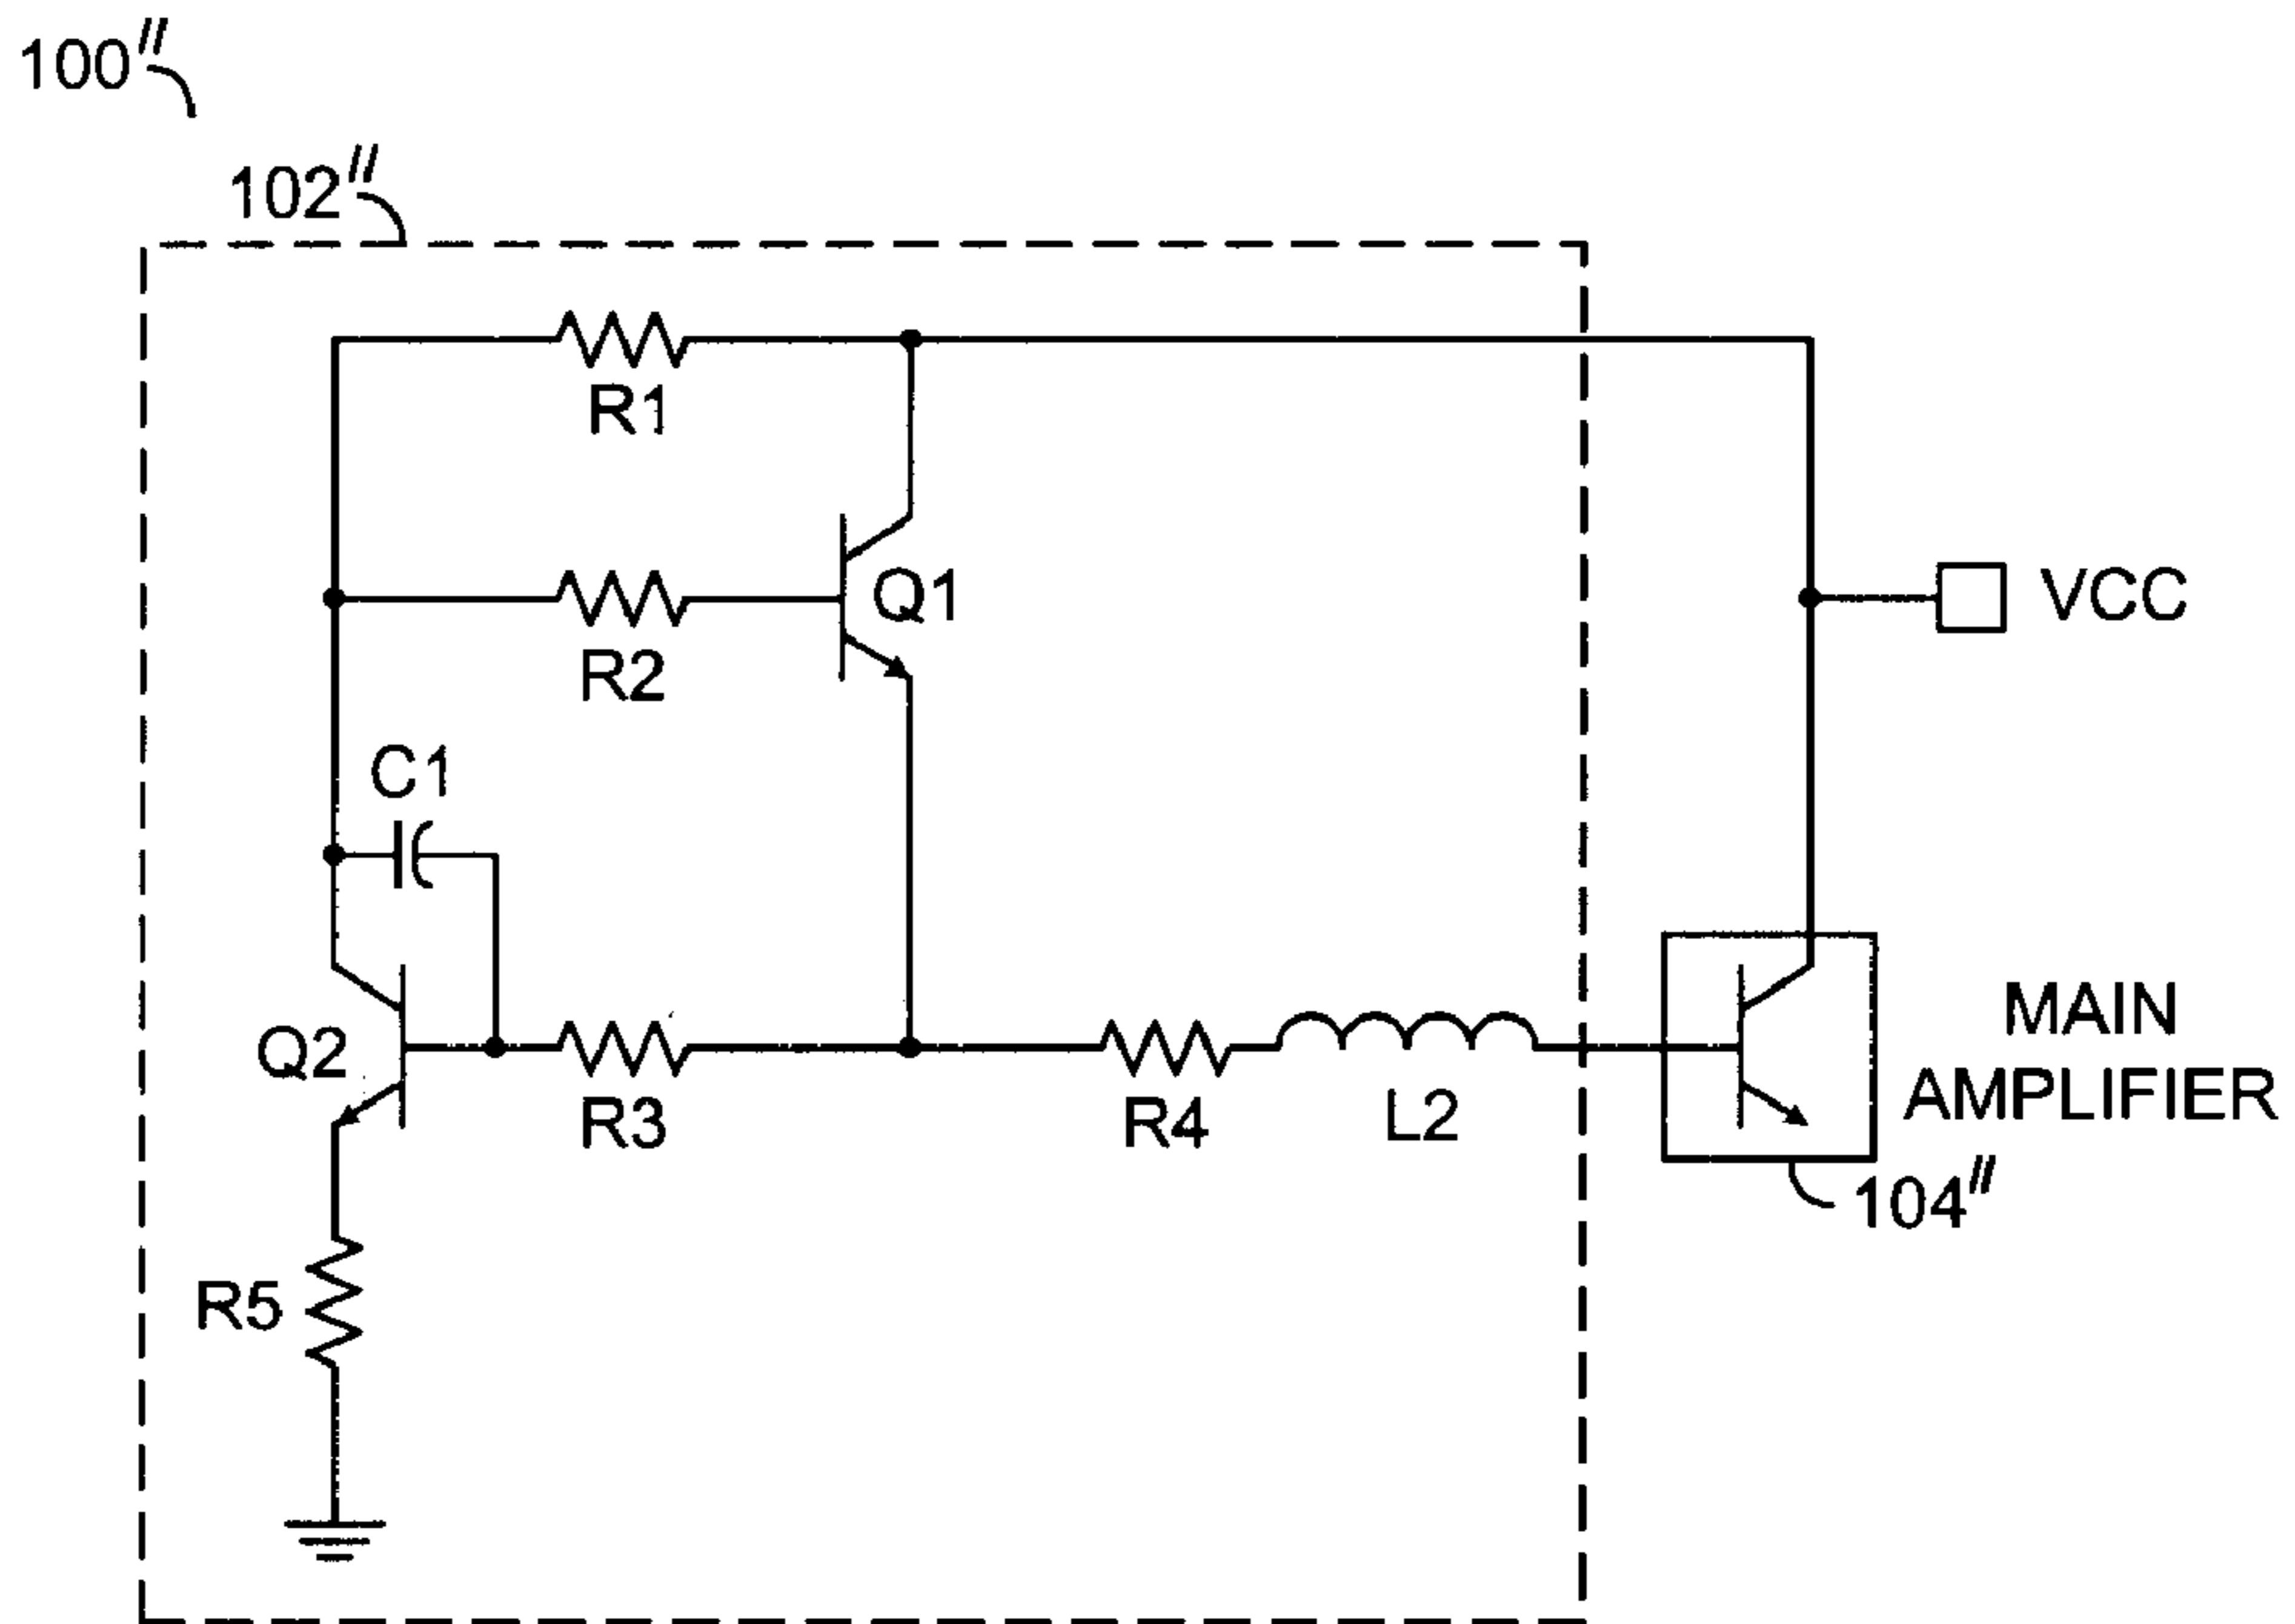 100″
102″
R1
Q1
VCC
R2
C1
Q2
R3
R4
L2
MAIN
AMPLIFIER
104″
R5